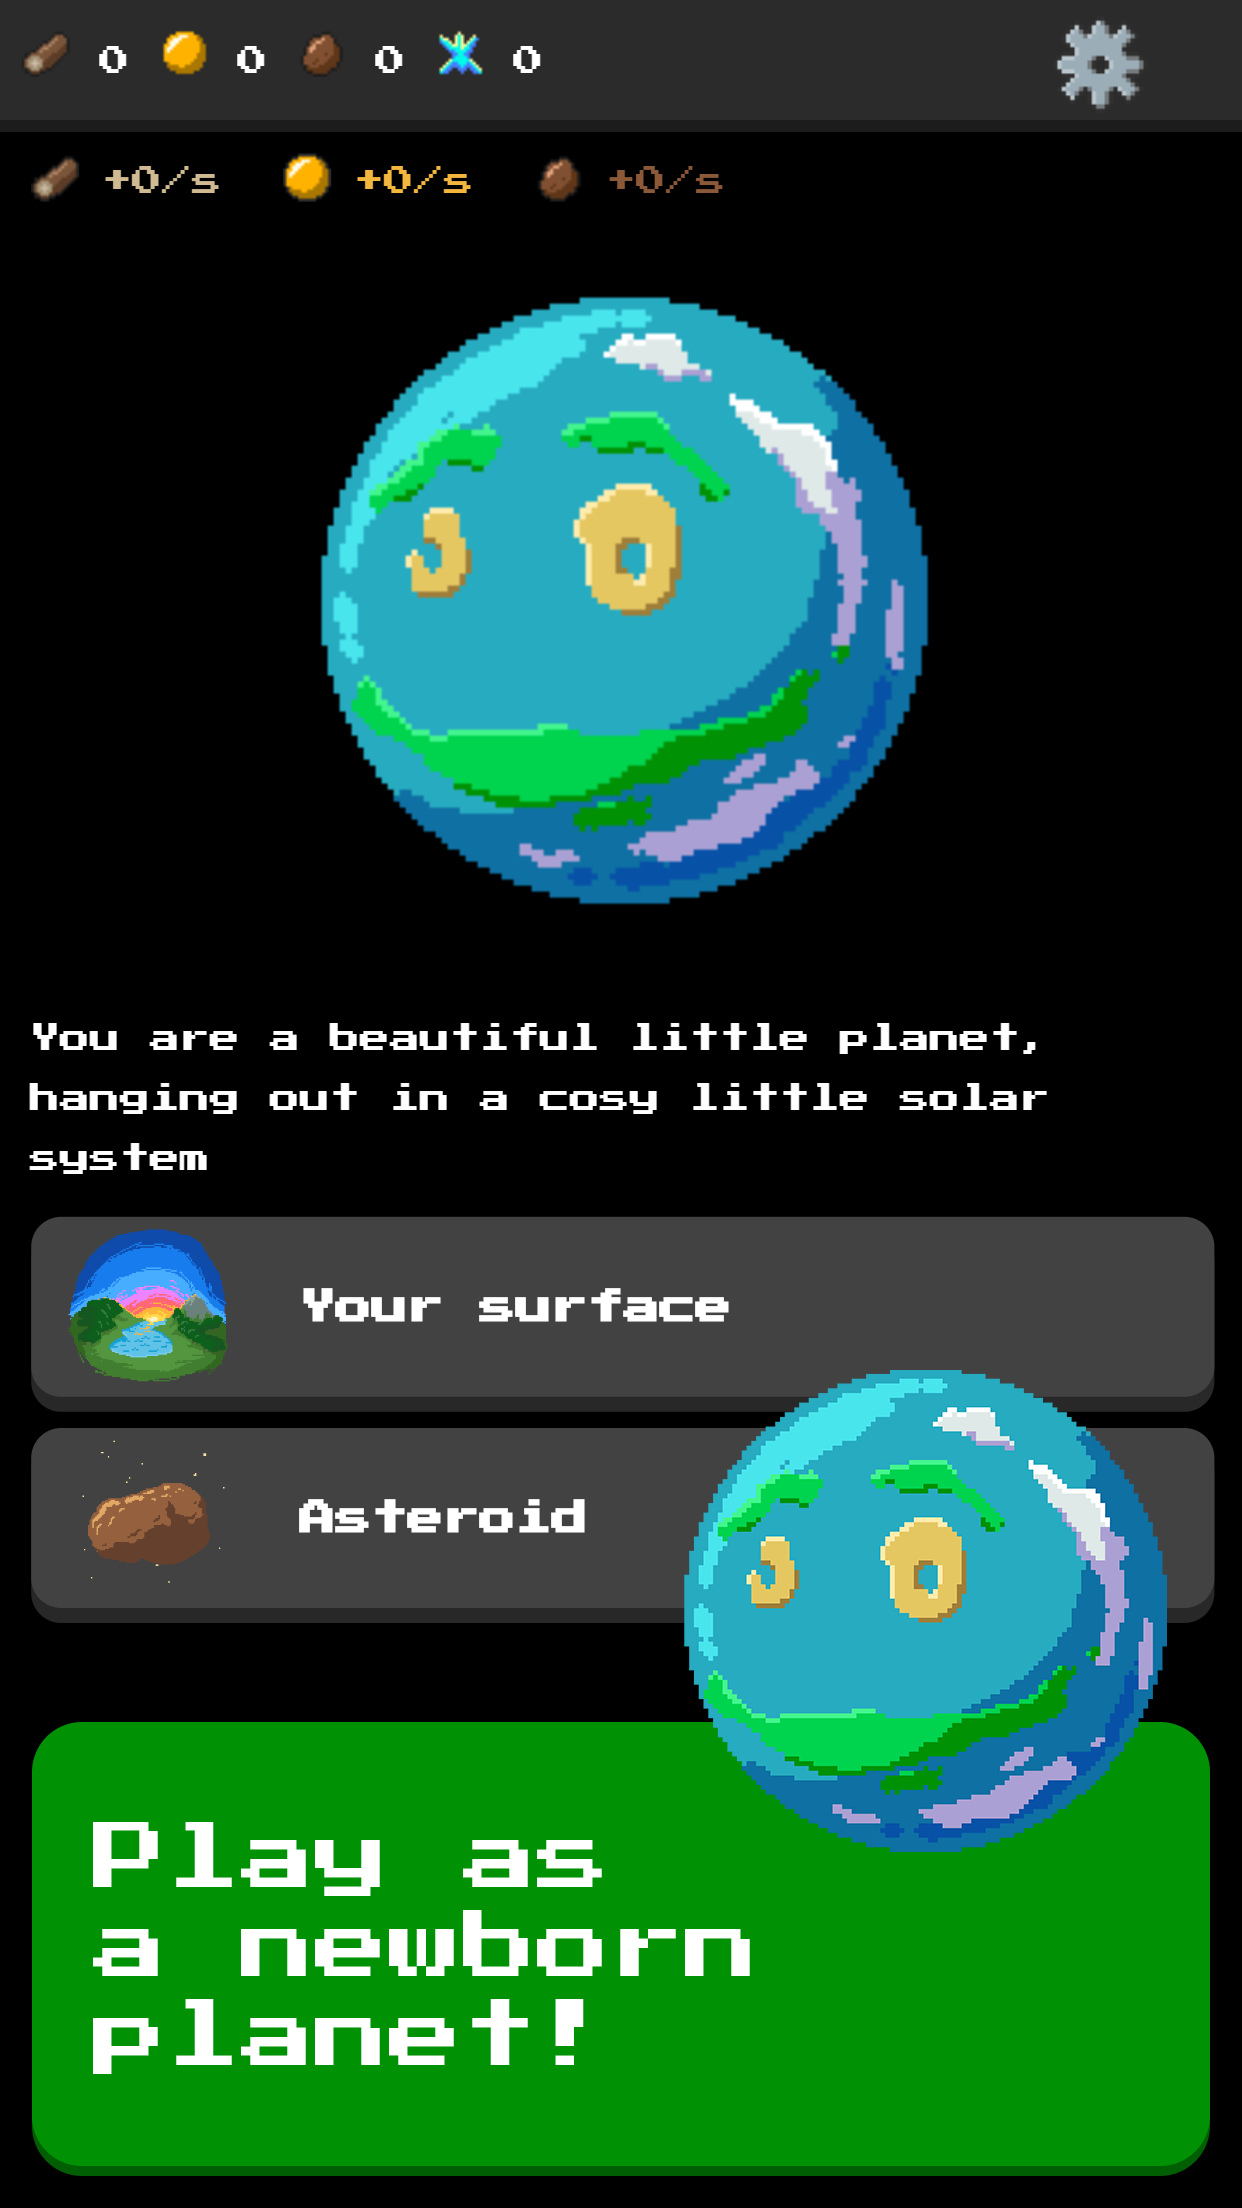 0 0 0 0
+0/s +0/s +0/s
You are a beautiful little planet,
hanging out in a cosy little solar
system
Your surface
Asteroid
Play as
a newborn
planet!